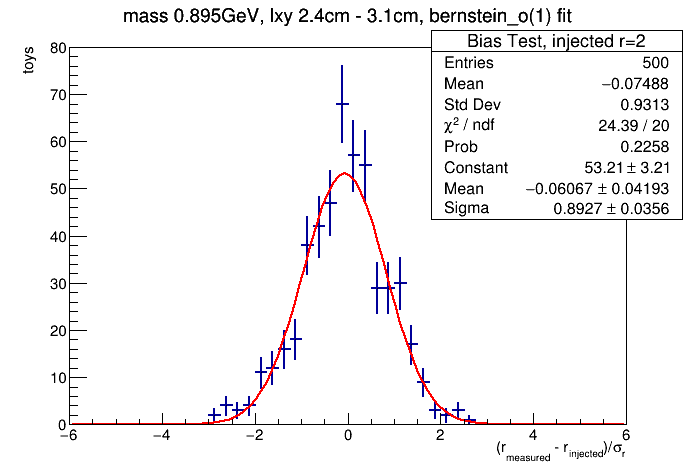 mass 0.895GeV, lxy 2.4cm - 3.1cm, bernstein_o(1) fit
Bias Test, injected r=2
Entries 500
Mean −0.07488
Std Dev 0.9313
χ² / ndf 24.39 / 20
Prob 0.2258
Constant 53.21 ± 3.21
Mean −0.06067 ± 0.04193
Sigma 0.8927 ± 0.0356
toys
80
70
60
50
40
30
20
10
0
−6 −4 −2 0 2 4 6
(r_measured - r_injected)/σ_r